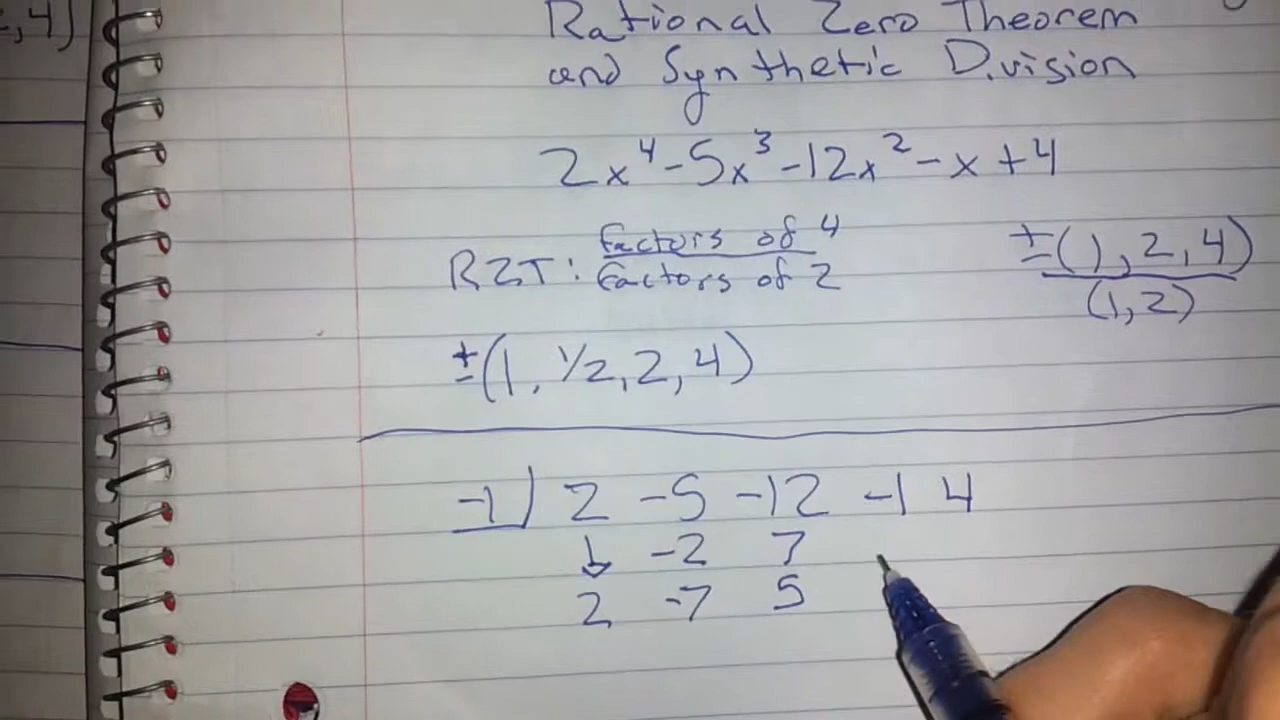 ,4)
Rational Zero Theorem
and Synthetic Division
2x⁴-5x³-12x²-x+4
RZT: factors of 4 / factors of 2
±(1,2,4) / (1,2)
±(1, 1/2, 2, 4)
-1) 2 -5 -12 -1 4
↓ -2 7
2 -7 5